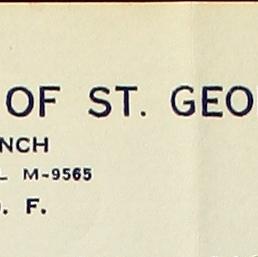 OF ST. GEO
NCH
L M-9565
. F.